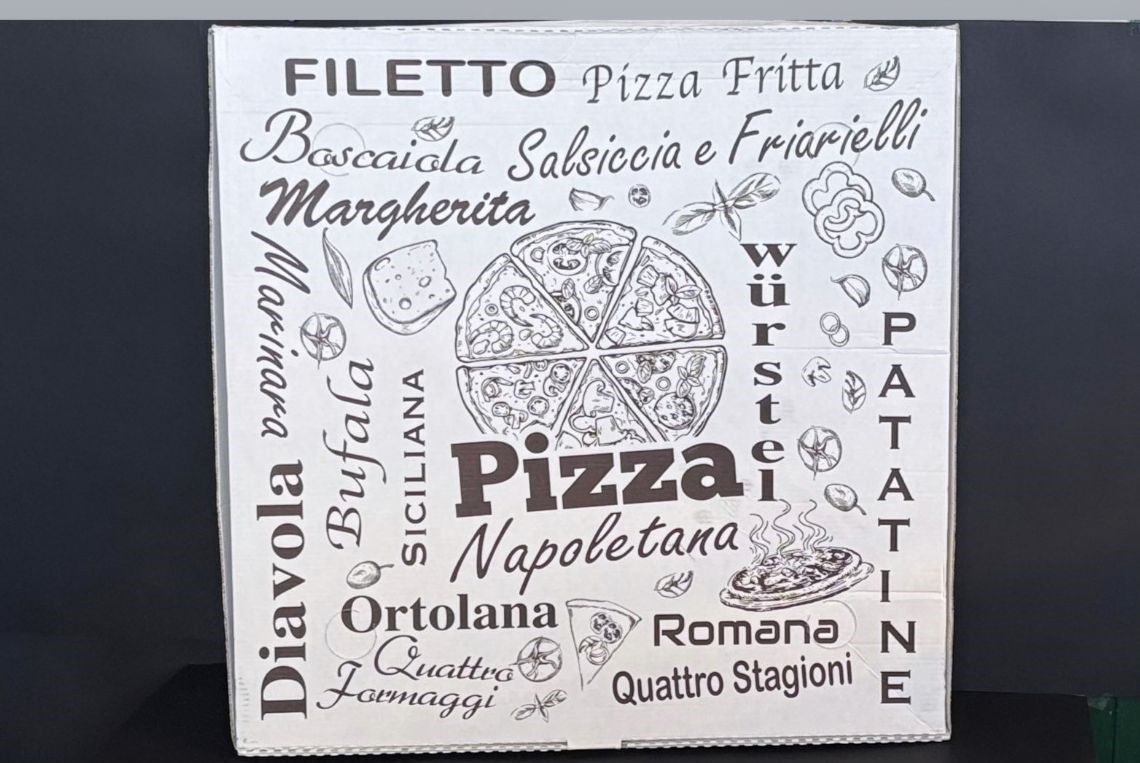 FILETTO Pizza Fritta
Boscaiola Salsiccia e Friarielli
Margherita
Marinara
würstel
PATATINE
Bufala
SICILIANA
Diavola
Pizza
Napoletana
Ortolana
Romana
Quattro
Formaggi
Quattro Stagioni